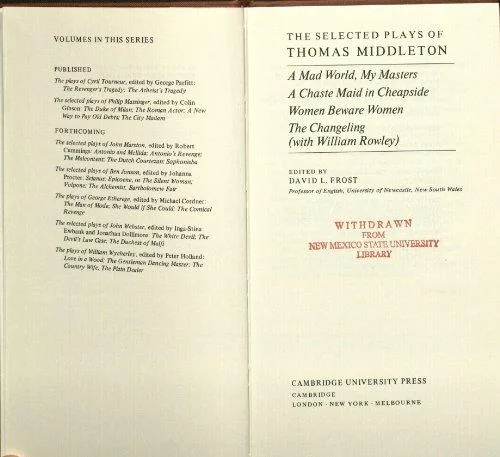 VOLUMES IN THIS SERIES
PUBLISHED
The plays of Cyril Tourneur, edited by George Parfitt:
The Revenger's Tragedy; The Atheist's Tragedy
The selected plays of Philip Massinger, edited by Colin
Gibson: The Duke of Milan; The Roman Actor; A New
Way to Pay Old Debts; The City Madam
FORTHCOMING
The selected plays of John Marston, edited by Robert
Cummings: Antonio and Mellida; Antonio's Revenge;
The Malcontent; The Dutch Courtezan; Sophonisba
The selected plays of Ben Jonson, edited by Johanna
Procter: Sejanus; Epicoene, or The Silent Woman;
Volpone; The Alchemist; Bartholomew Fair
The plays of George Etherege, edited by Michael Cordner:
The Man of Mode; She Would If She Could; The Comical
Revenge
The selected plays of John Webster, edited by Inga-Stina
Ewbank and Jonathan Dollimore: The White Devil; The
Devil's Law Case; The Duchess of Malfi
The plays of William Wycherley, edited by Peter Holland:
Love in a Wood; The Gentleman Dancing Master; The
Country Wife; The Plain Dealer
THE SELECTED PLAYS OF
THOMAS MIDDLETON
A Mad World, My Masters
A Chaste Maid in Cheapside
Women Beware Women
The Changeling
(with William Rowley)
EDITED BY
DAVID L. FROST
Professor of English, University of Newcastle, New South Wales
WITHDRAWN
FROM
NEW MEXICO STATE UNIVERSITY
LIBRARY
CAMBRIDGE UNIVERSITY PRESS
CAMBRIDGE
LONDON · NEW YORK · MELBOURNE